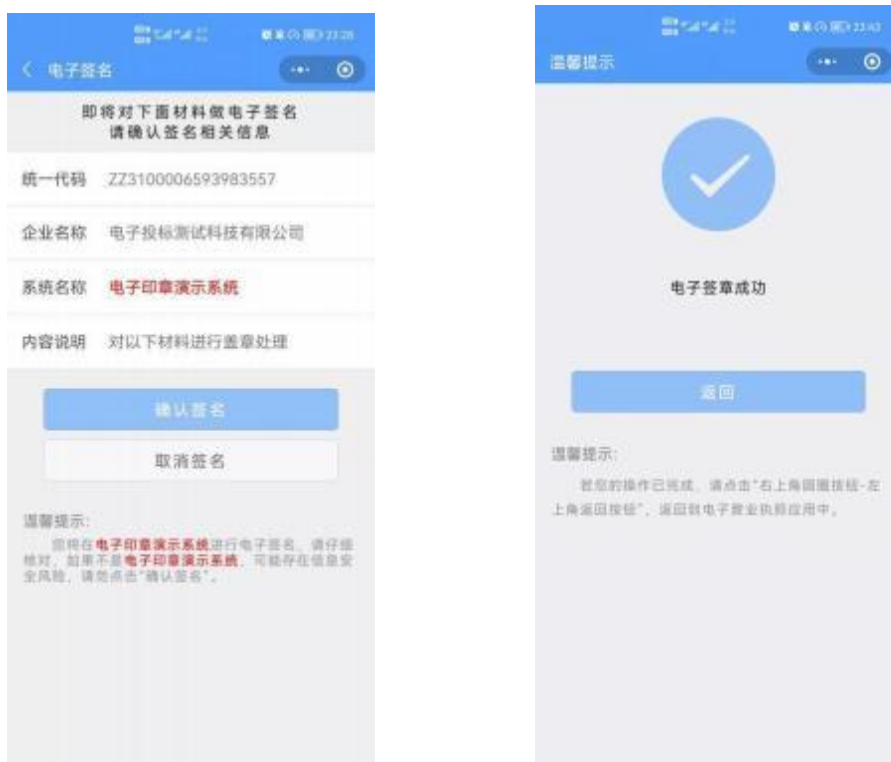 23:28
电子签名
即将对下面材料做电子签名
请确认签名相关信息
统一代码 ZZ3100006593983557
企业名称 电子投标测试科技有限公司
系统名称 电子印章演示系统
内容说明 对以下材料进行盖章处理
确认签名
取消签名
温馨提示:
您将在电子印章演示系统进行电子签名,请仔细
核对,如果不是电子印章演示系统,可能存在信息安
全风险,请勿点击"确认签名"。
23:43
温馨提示
电子签章成功
返回
温馨提示:
若您的操作已完成,请点击"右上角圆圈按钮-左
上角返回按钮",返回到电子营业执照应用中。